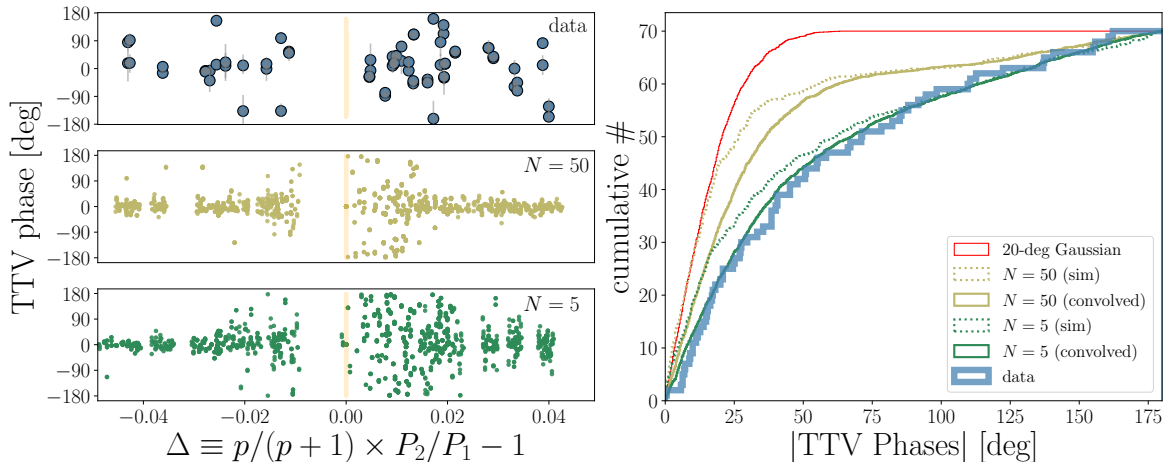 TTV phase [deg]
180
90
0
−90
−180
data
180
90
0
−90
−180
N = 50
180
90
0
−90
−180
N = 5
−0.04 −0.02 0.00 0.02 0.04
Δ ≡ p/(p + 1) × P₂/P₁ − 1
cumulative #
70
60
50
40
30
20
10
0
20-deg Gaussian
N = 50 (sim)
N = 50 (convolved)
N = 5 (sim)
N = 5 (convolved)
data
0 25 50 75 100 125 150 175
|TTV Phases| [deg]